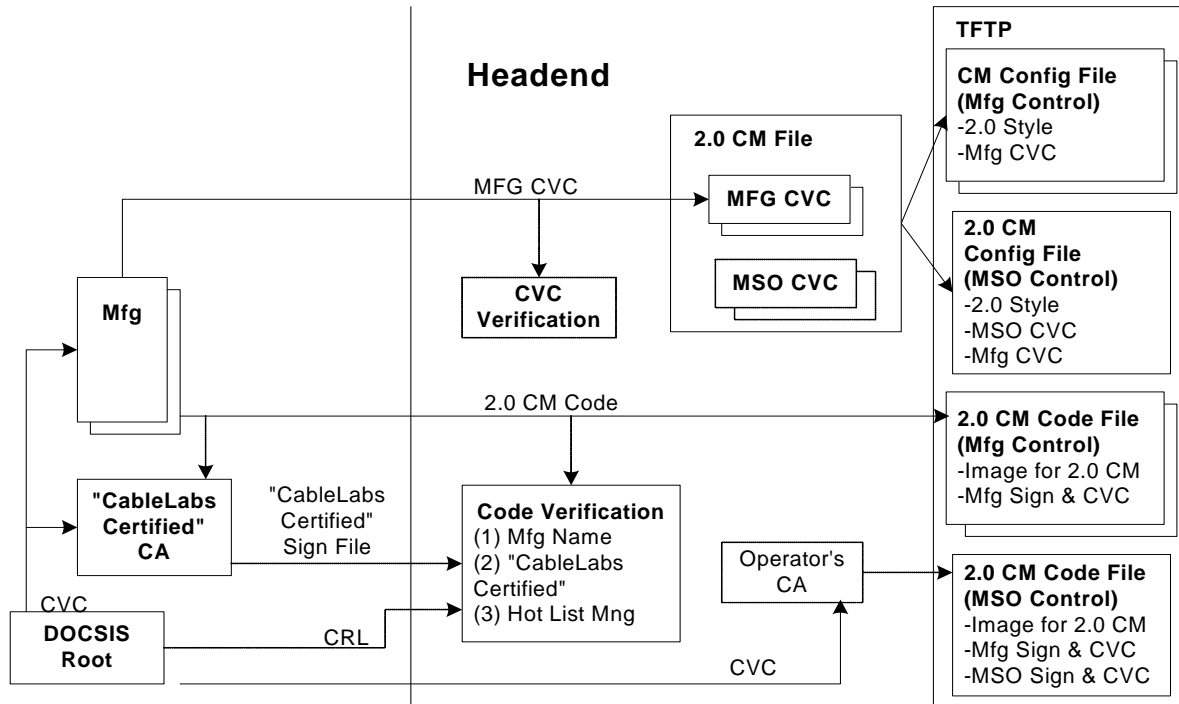 Headend
TFTP
CM Config File
(Mfg Control)
-2.0 Style
-Mfg CVC
2.0 CM File
MFG CVC
MSO CVC
MFG CVC
CVC
Verification
2.0 CM
Config File
(MSO Control)
-2.0 Style
-MSO CVC
-Mfg CVC
Mfg
2.0 CM Code
2.0 CM Code File
(Mfg Control)
-Image for 2.0 CM
-Mfg Sign & CVC
"CableLabs
Certified"
CA
"CableLabs
Certified"
Sign File
Code Verification
(1) Mfg Name
(2) "CableLabs
Certified"
(3) Hot List Mng
Operator's
CA
2.0 CM Code File
(MSO Control)
-Image for 2.0 CM
-Mfg Sign & CVC
-MSO Sign & CVC
CVC
DOCSIS
Root
CRL
CVC